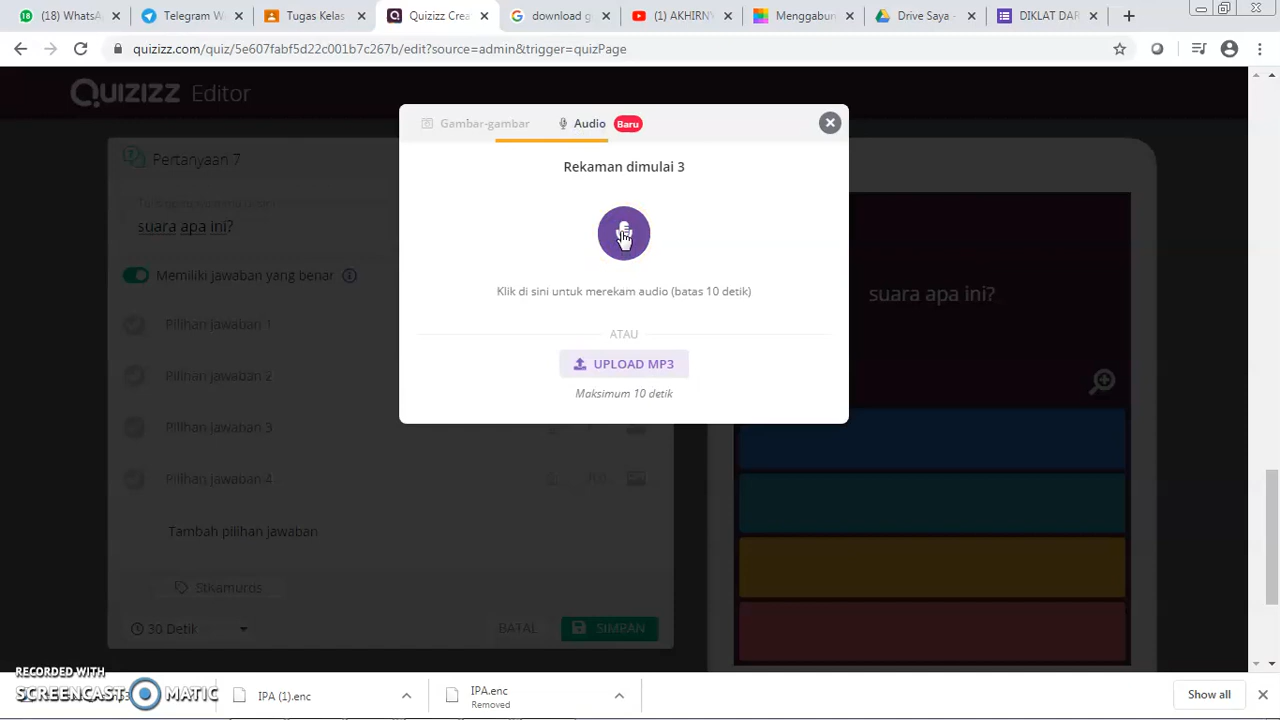 (18) WhatsA
Telegram W
Tugas Kelas
Quizizz Crea
download g
(1) AKHIRNY
Menggabun
Drive Saya -
DIKLAT DAR
quizizz.com/quiz/5e607fabf5d22c001b7c267b/edit?source=admin&trigger=quizPage
Quizizz Editor
Gambar-gambar
Audio Baru
Rekaman dimulai 3
Klik di sini untuk merekam audio (batas 10 detik)
ATAU
UPLOAD MP3
Maksimum 10 detik
Pertanyaan 7
suara apa ini?
Memiliki jawaban yang benar
Pilihan jawaban 1
Pilihan jawaban 2
Pilihan jawaban 3
Pilihan jawaban 4
Tambah pilihan jawaban
30 Detik
BATAL
SIMPAN
suara apa ini?
RECORDED WITH
SCREENCAST MATIC
IPA (1).enc
IPA.enc
Removed
Show all